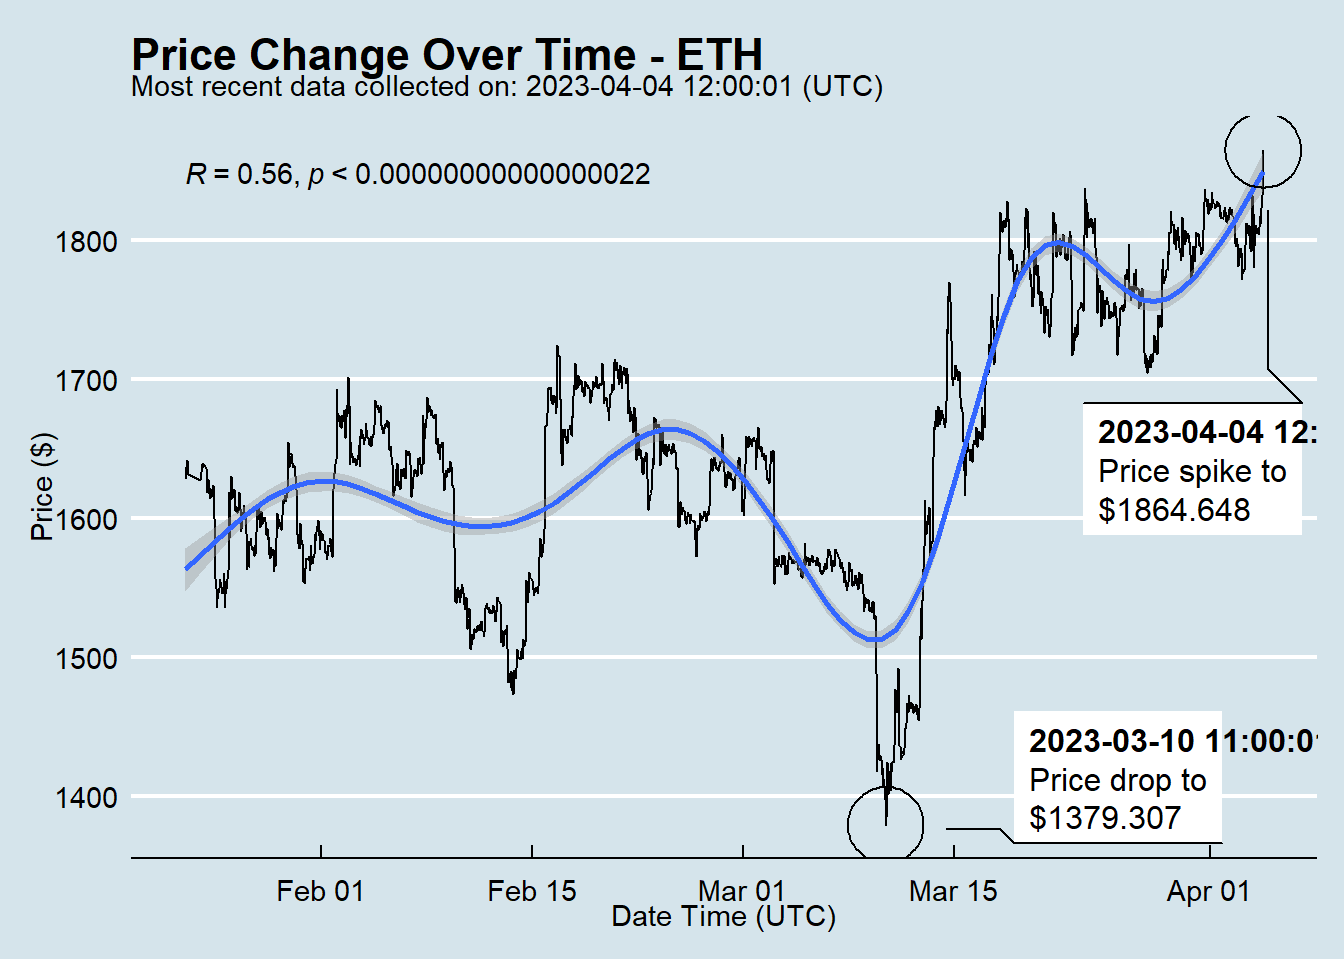 Price Change Over Time - ETH
Most recent data collected on: 2023-04-04 12:00:01 (UTC)
R = 0.56, p < 0.00000000000000022
1800
1700
1600
1500
1400
Price ($)
2023-04-04 12:
Price spike to
$1864.648
2023-03-10 11:00:01
Price drop to
$1379.307
Feb 01
Feb 15
Mar 01
Mar 15
Apr 01
Date Time (UTC)